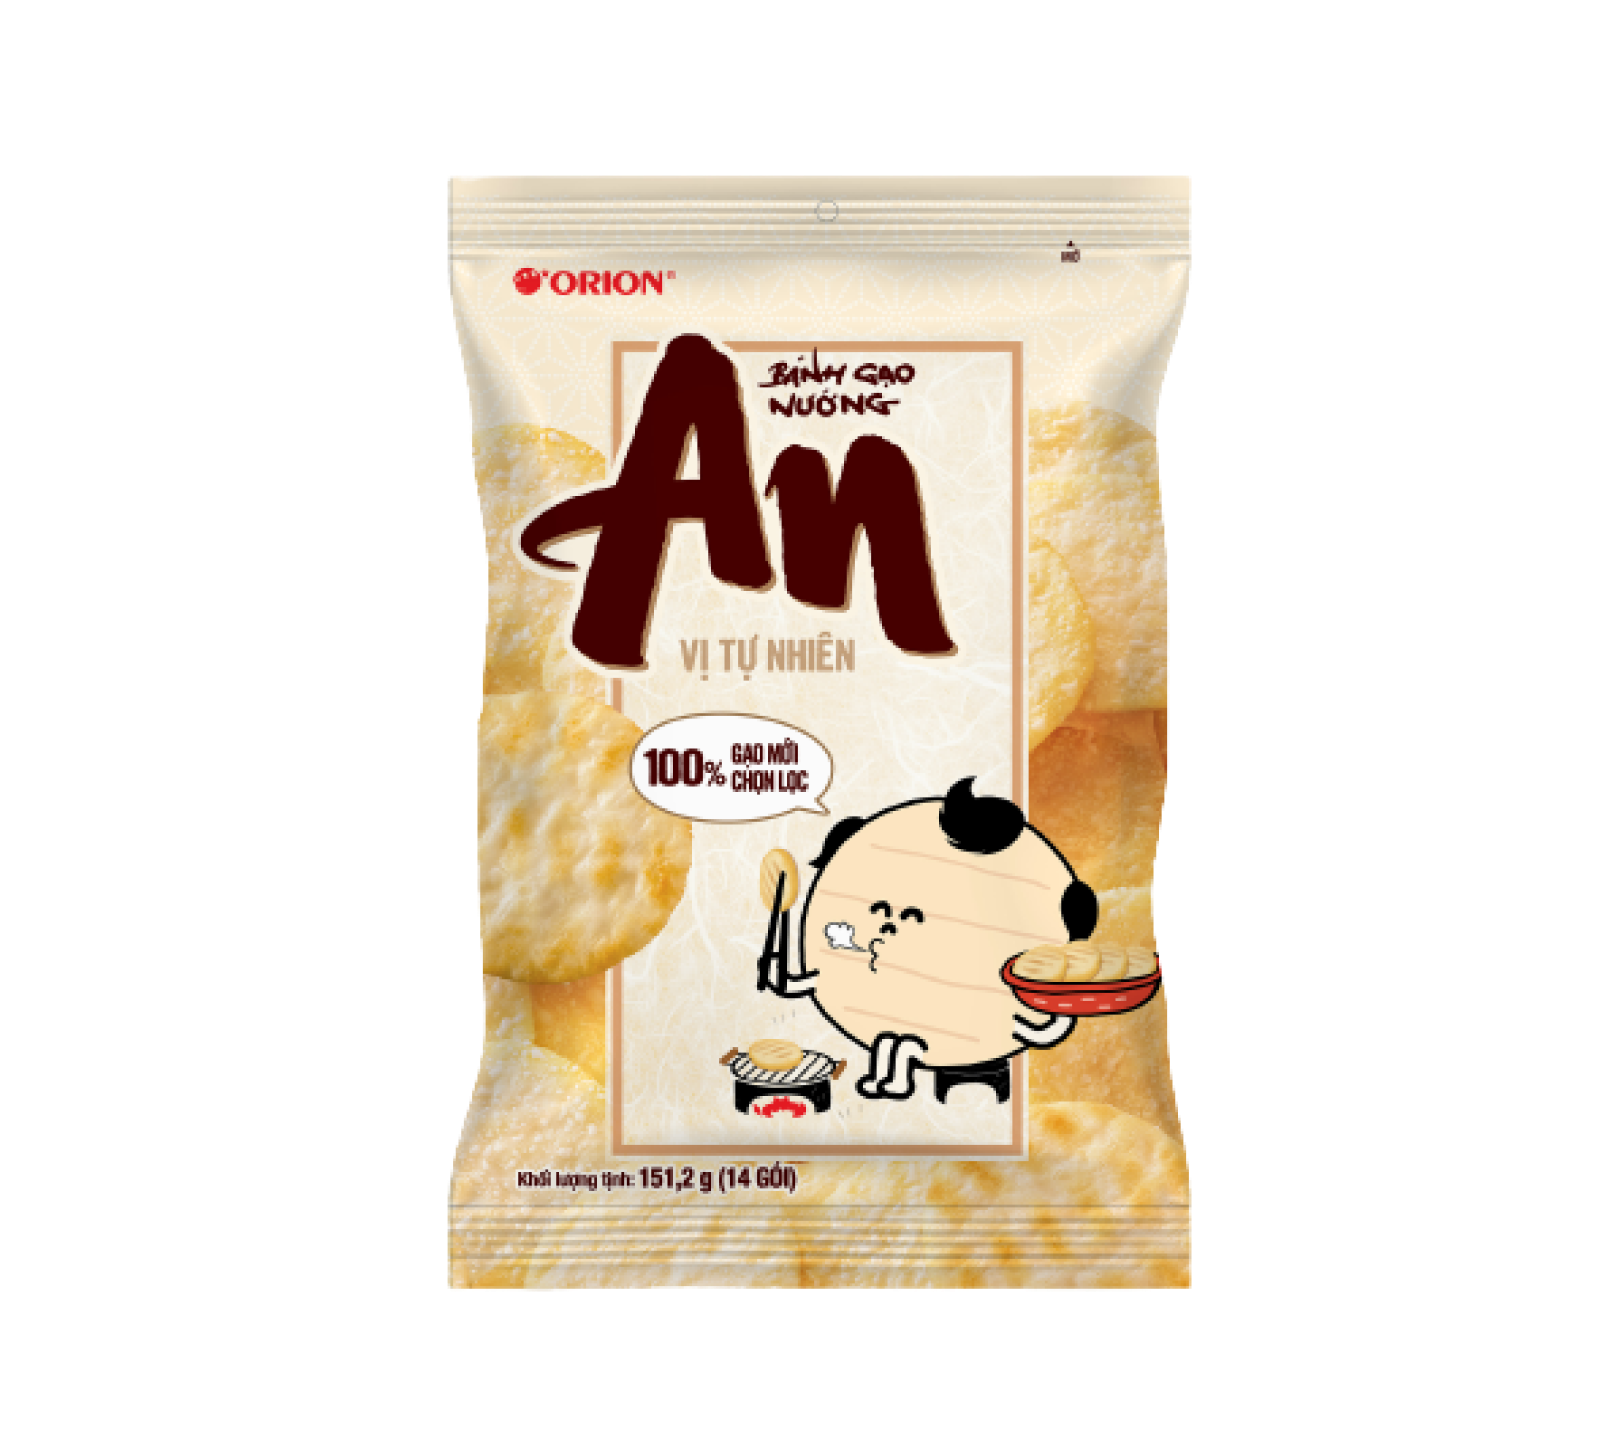 MỞ
ORION
BÁNH GẠO
NƯỚNG
An
VỊ TỰ NHIÊN
100% GẠO MỚI
CHỌN LỌC
Khối lượng tịnh: 151,2 g (14 GÓI)